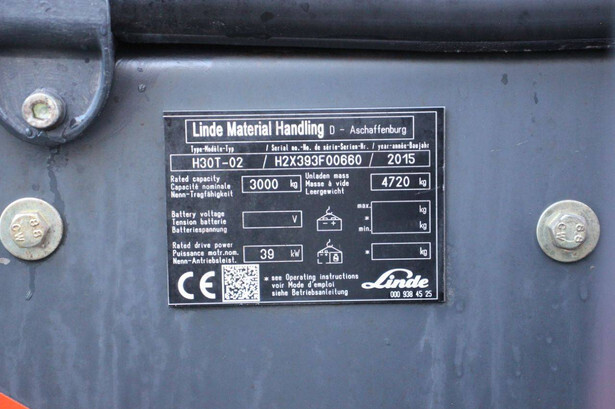 Linde Material Handling D - Aschaffenburg
Type-Modèle-Typ / Serial no.-No. de série-Serien-Nr. / year-année-Baujahr
H30T-02 / H2X393F00660 / 2015
Rated capacity
Capacité nominale 3000 kg
Nenn-Tragfähigkeit
Unladen mass
Masse à vide 4720 kg
Leergewicht
Battery voltage
Tension batterie V
Batteriespannung
max. kg
*
min. kg
Rated drive power
Puissance motr.nom. 39 kW
Nenn-Antriebsleist.
* kg
CE
* see Operating instructions
voir Mode d'emploi
siehe Betriebsanleitung
Linde
000 938 45 25
8.8